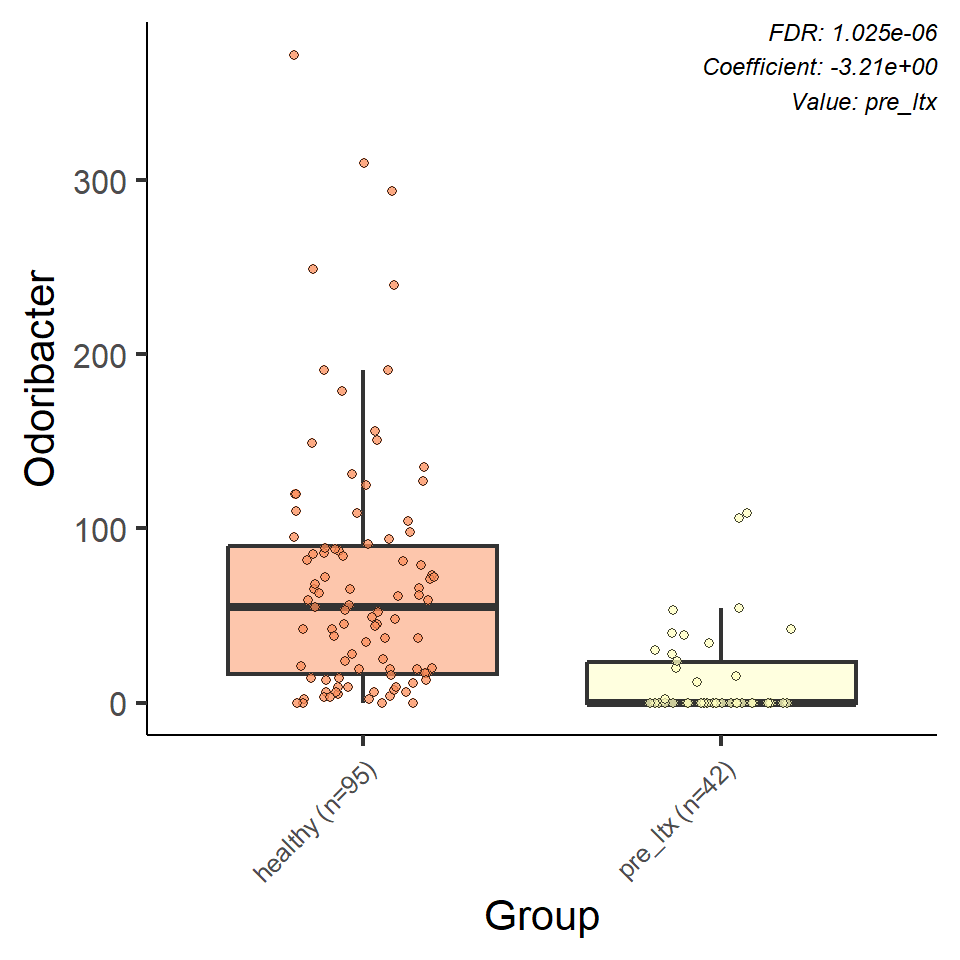 FDR: 1.025e-06
Coefficient: -3.21e+00
Value: pre_ltx
300
200
100
0
Odoribacter
healthy (n=95)
pre_ltx (n=42)
Group